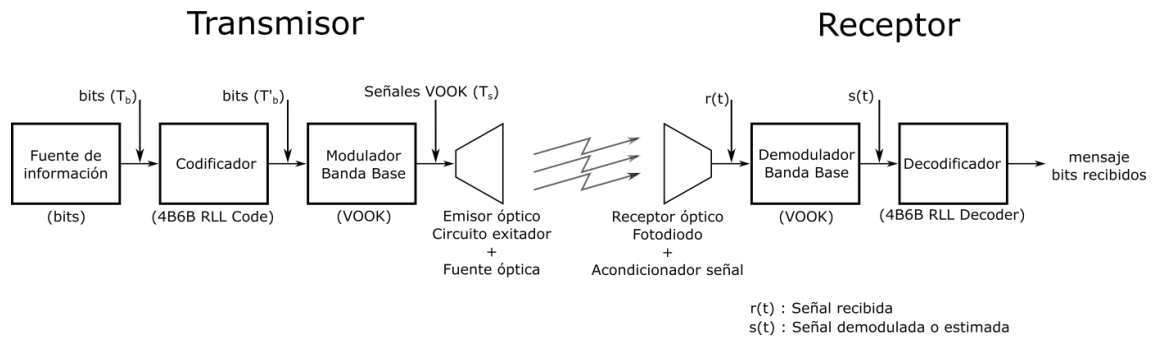 Transmisor
Receptor
bits (Tb)
bits (T'b)
Señales VOOK (Ts)
r(t)
s(t)
Fuente de
información
(bits)
Codificador
(4B6B RLL Code)
Modulador
Banda Base
(VOOK)
Emisor óptico
Circuito exitador
+
Fuente óptica
Receptor óptico
Fotodiodo
+
Acondicionador señal
Demodulador
Banda Base
(VOOK)
Decodificador
(4B6B RLL Decoder)
mensaje
bits recibidos
r(t) : Señal recibida
s(t) : Señal demodulada o estimada